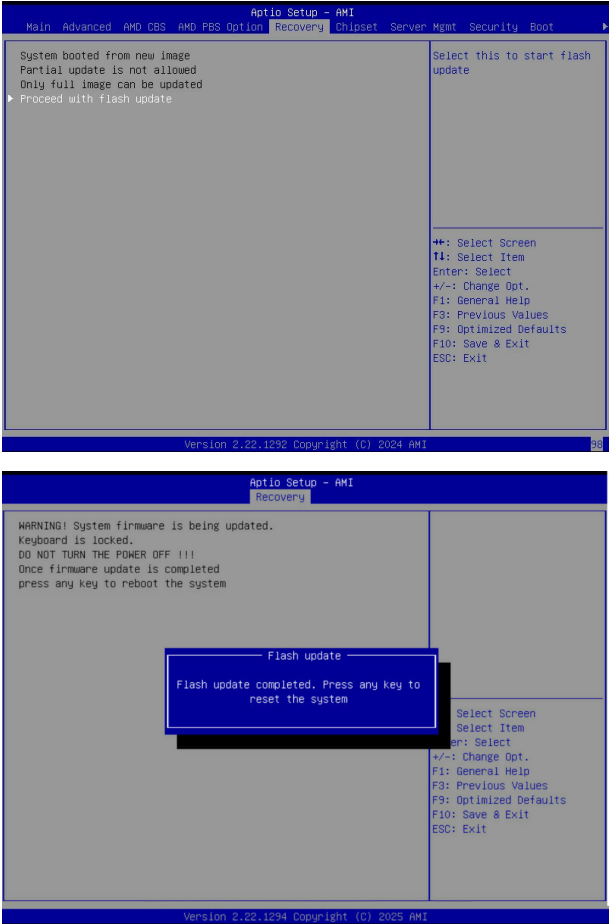 Aptio Setup - AMI
Main Advanced AMD CBS AMD PBS Option Recovery Chipset Server Mgmt Security Boot
System booted from new image
Partial update is not allowed
Only full image can be updated
Proceed with flash update
Select this to start flash
update
→←: Select Screen
↑↓: Select Item
Enter: Select
+/-: Change Opt.
F1: General Help
F3: Previous Values
F9: Optimized Defaults
F10: Save & Exit
ESC: Exit
Version 2.22.1292 Copyright (C) 2024 AMI
98
Aptio Setup - AMI
Recovery
WARNING! System firmware is being updated.
Keyboard is locked.
DO NOT TURN THE POWER OFF !!!
Once firmware update is completed
press any key to reboot the system
Flash update
Flash update completed. Press any key to
reset the system
Select Screen
Select Item
er: Select
+/-: Change Opt.
F1: General Help
F3: Previous Values
F9: Optimized Defaults
F10: Save & Exit
ESC: Exit
Version 2.22.1294 Copyright (C) 2025 AMI